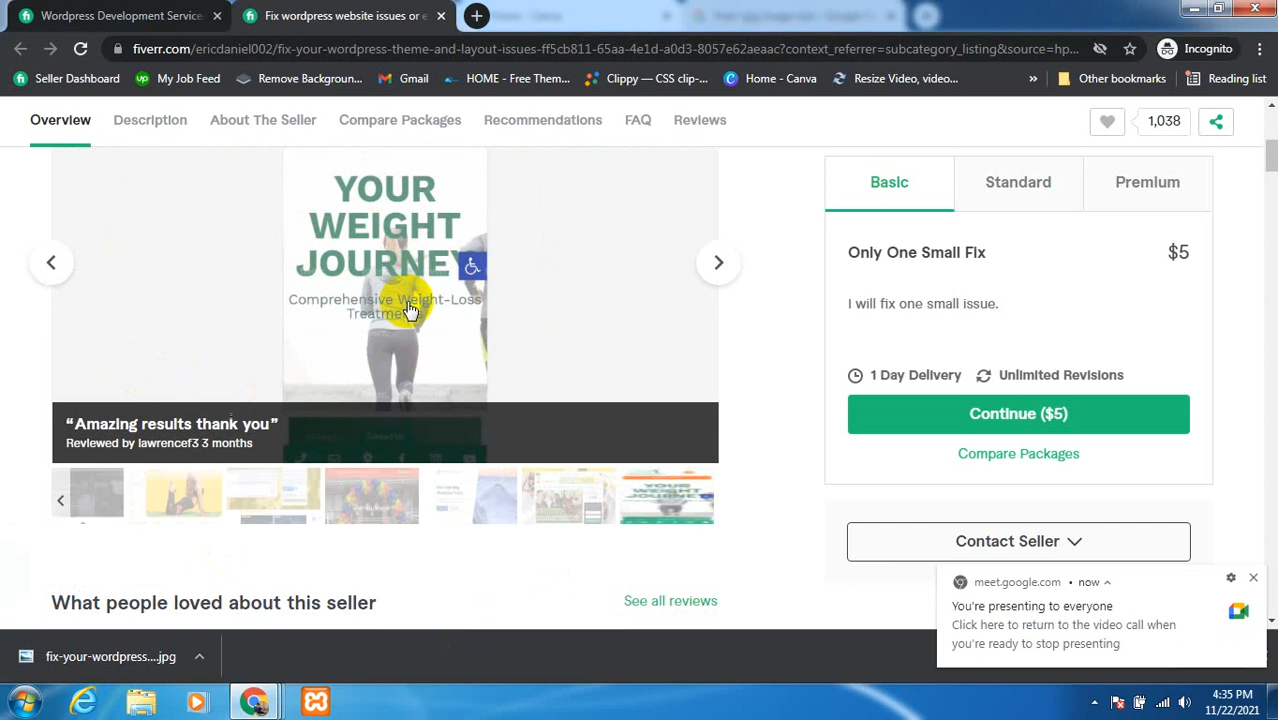 Wordpress Development Service
Fix wordpress website issues or e
fiverr.com/ericdaniel002/fix-your-wordpress-theme-and-layout-issues-ff5cb811-65aa-4e1d-a0d3-8057e62aeaac?context_referrer=subcategory_listing&source=hp...
Incognito
Seller Dashboard
My Job Feed
Remove Backgroun...
Gmail
HOME - Free Them...
Clippy — CSS clip-...
Home - Canva
Resize Video, video...
»
Other bookmarks
Reading list
Overview
Description
About The Seller
Compare Packages
Recommendations
FAQ
Reviews
1,038
YOUR
WEIGHT
JOURNEY
Comprehensive Weight-Loss
Treatments
“Amazing results thank you”
Reviewed by lawrencef3 3 months
Basic
Standard
Premium
Only One Small Fix
$5
I will fix one small issue.
1 Day Delivery
Unlimited Revisions
Continue ($5)
Compare Packages
Contact Seller
What people loved about this seller
See all reviews
meet.google.com • now
You're presenting to everyone
Click here to return to the video call when
you're ready to stop presenting
fix-your-wordpress....jpg
4:35 PM
11/22/2021